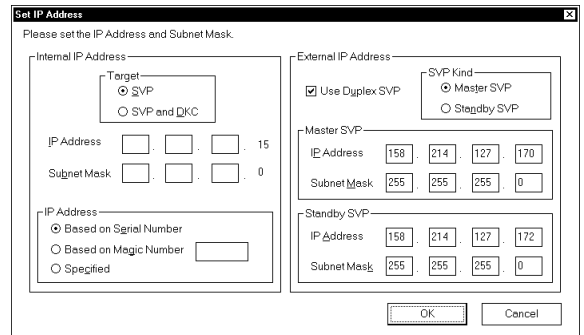 Set IP Address
Please set the IP Address and Subnet Mask.
Internal IP Address
Target
SVP
SVP and DKC
IP Address . . . 15
Subnet Mask . . . 0
IP Address
Based on Serial Number
Based on Magic Number
Specified
External IP Address
Use Duplex SVP
SVP Kind
Master SVP
Standby SVP
Master SVP
IP Address 158 . 214 . 127 . 170
Subnet Mask 255 . 255 . 255 . 0
Standby SVP
IP Address 158 . 214 . 127 . 172
Subnet Mask 255 . 255 . 255 . 0
OK Cancel